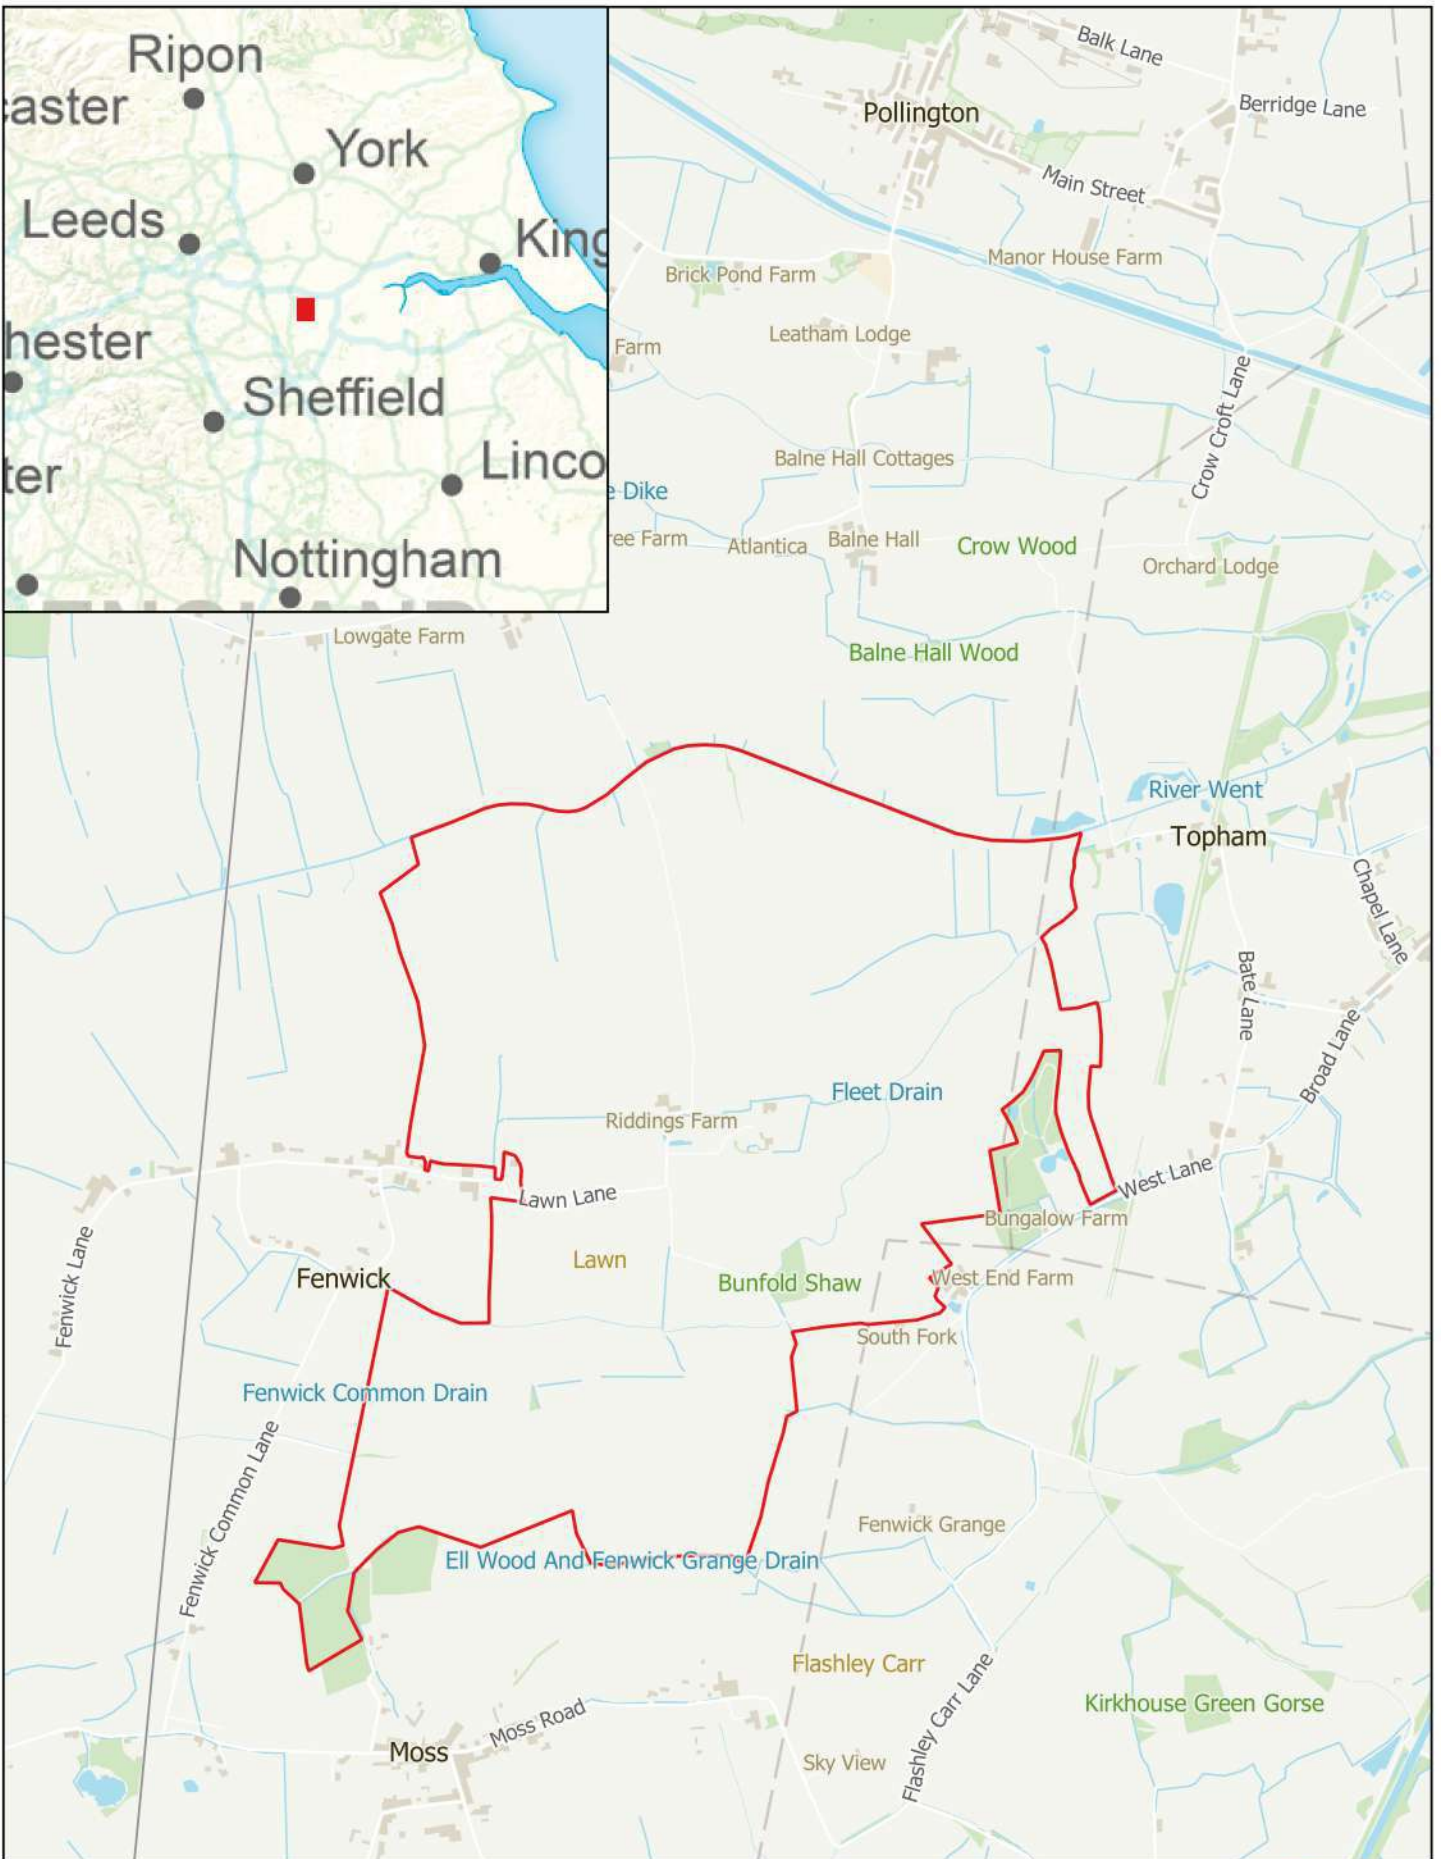 Ripon
caster
York
Leeds
King
hester
Sheffield
ter
Linco
Nottingham
ENGLAND
Balk Lane
Pollington
Berridge Lane
Main Street
Manor House Farm
Brick Pond Farm
Leatham Lodge
Farm
Crow Croft Lane
Balne Hall Cottages
e Dike
ree Farm
Atlantica
Balne Hall
Crow Wood
Orchard Lodge
Lowgate Farm
Balne Hall Wood
River Went
Topham
Chapel Lane
Bate Lane
Broad Lane
Fleet Drain
Riddings Farm
West Lane
Lawn Lane
Bungalow Farm
Fenwick Lane
Lawn
Fenwick
Bunfold Shaw
West End Farm
South Fork
Fenwick Common Drain
Fenwick Common Lane
Fenwick Grange
Ell Wood And Fenwick Grange Drain
Flashley Carr
Flashley Carr Lane
Kirkhouse Green Gorse
Moss Road
Moss
Sky View